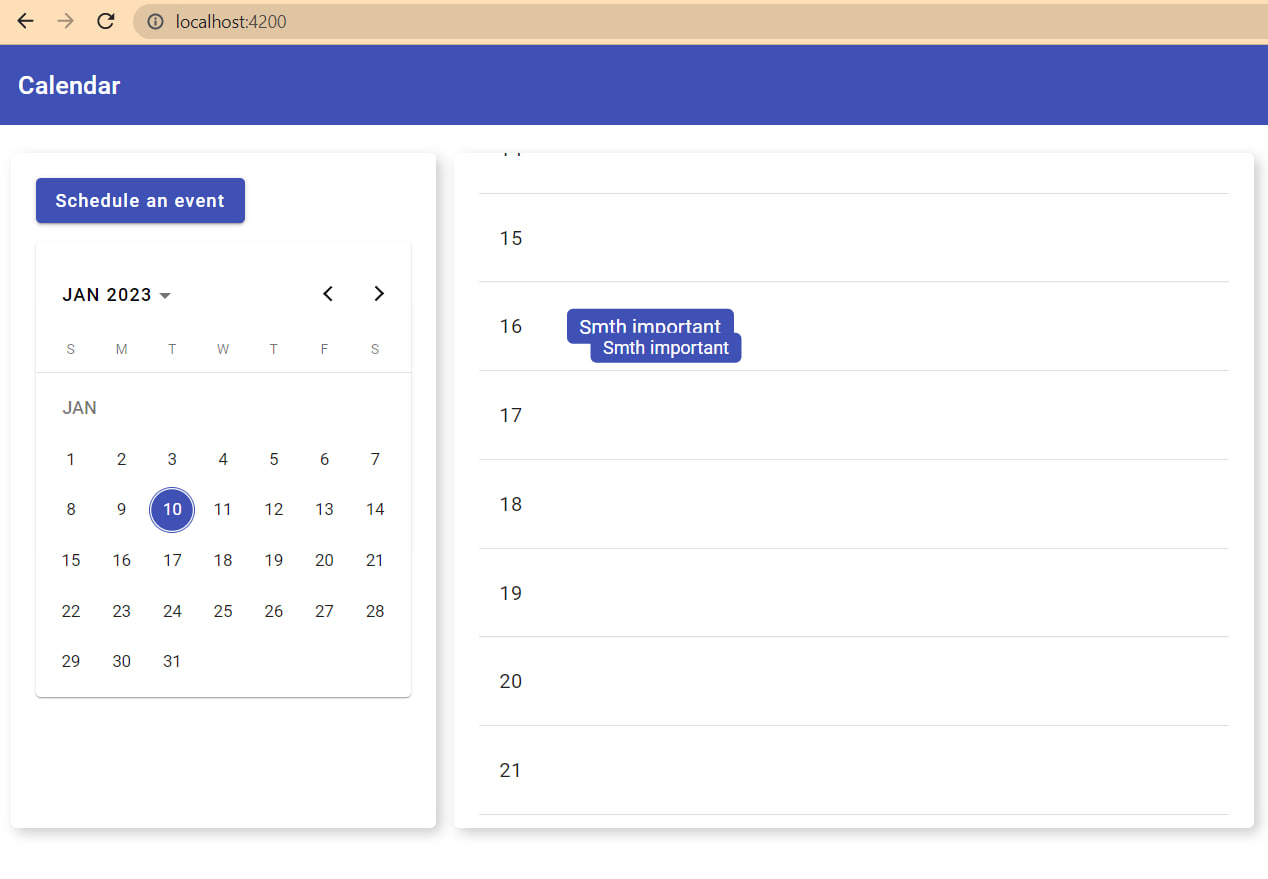 localhost:4200
Calendar
Schedule an event
JAN 2023
S M T W T F S
JAN
1 2 3 4 5 6 7
8 9 10 11 12 13 14
15 16 17 18 19 20 21
22 23 24 25 26 27 28
29 30 31
15
16 Smth important
Smth important
17
18
19
20
21